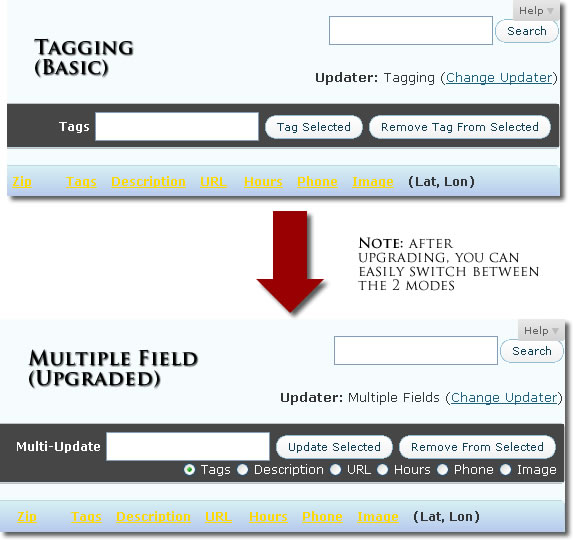 Help ▼
TAGGING
(BASIC)
Search
Updater: Tagging (Change Updater)
Tags Tag Selected Remove Tag From Selected
Zip Tags Description URL Hours Phone Image (Lat, Lon)
NOTE: AFTER
UPGRADING, YOU CAN
EASILY SWITCH BETWEEN
THE 2 MODES
Help ▼
MULTIPLE FIELD
(UPGRADED)
Search
Updater: Multiple Fields (Change Updater)
Multi-Update Update Selected Remove From Selected
Tags Description URL Hours Phone Image
Zip Tags Description URL Hours Phone Image (Lat, Lon)